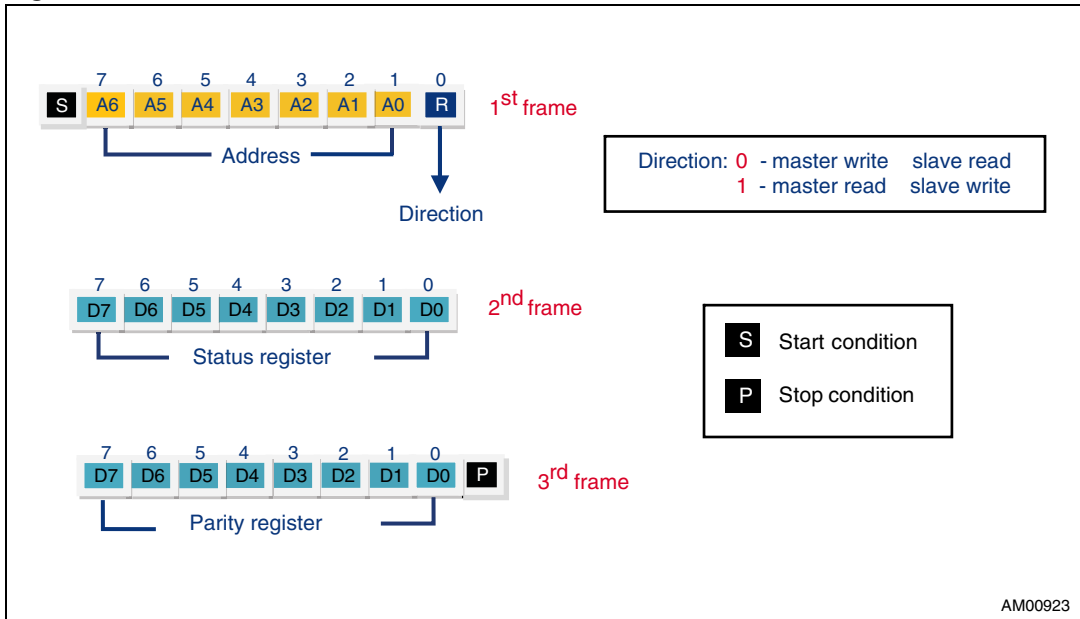 7 6 5 4 3 2 1 0
S A6 A5 A4 A3 A2 A1 A0 R 1st frame
Address
Direction
Direction: 0 - master write slave read
1 - master read slave write
7 6 5 4 3 2 1 0
D7 D6 D5 D4 D3 D2 D1 D0 2nd frame
Status register
S Start condition
P Stop condition
7 6 5 4 3 2 1 0
D7 D6 D5 D4 D3 D2 D1 D0 P 3rd frame
Parity register
AM00923